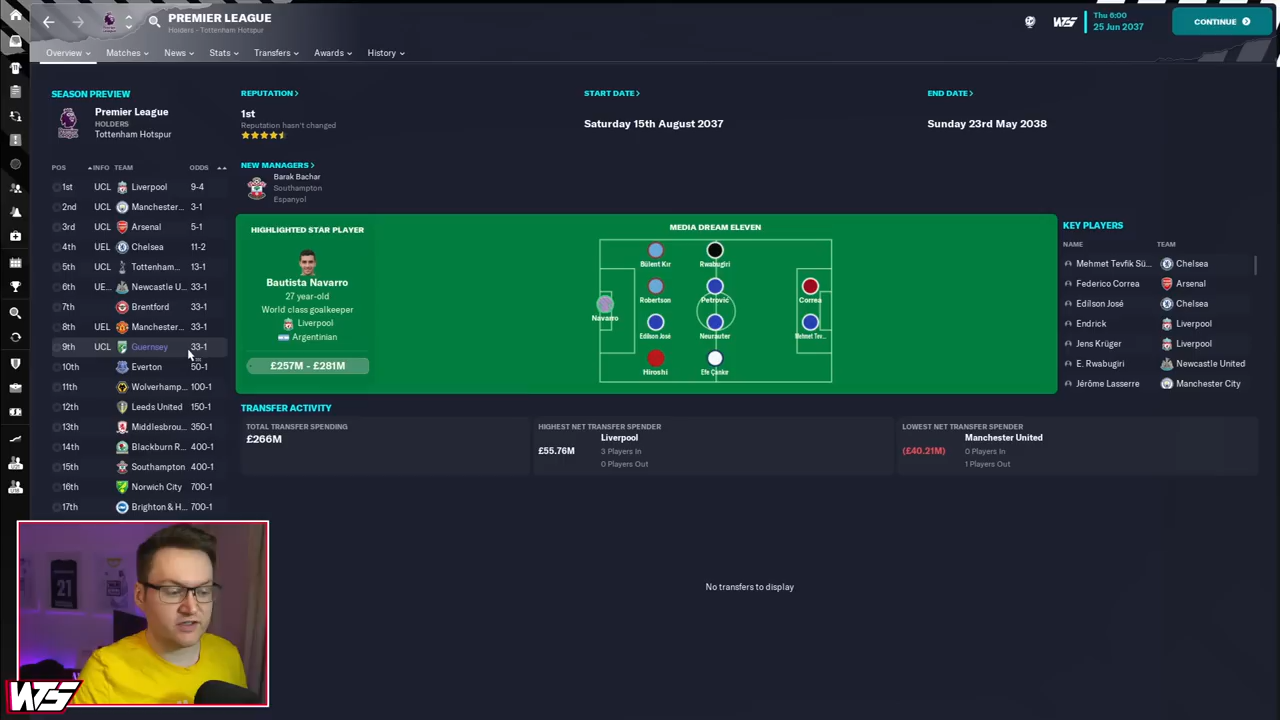 PREMIER LEAGUE
Holders - Tottenham Hotspur
WTS
Thu 6:00
25 Jun 2037
CONTINUE
Overview
Matches
News
Stats
Transfers
Awards
History
SEASON PREVIEW
Premier League
HOLDERS
Tottenham Hotspur
REPUTATION >
1st
Reputation hasn't changed
START DATE >
Saturday 15th August 2037
END DATE >
Sunday 23rd May 2038
POS INFO TEAM ODDS
1st UCL Liverpool 9-4
2nd UCL Manchester... 3-1
3rd UCL Arsenal 5-1
4th UEL Chelsea 11-2
5th UCL Tottenham... 13-1
6th UE... Newcastle U... 33-1
7th Brentford 33-1
8th UEL Manchester... 33-1
9th UCL Guernsey 33-1
10th Everton 50-1
11th Wolverhamp... 100-1
12th Leeds United 150-1
13th Middlesbrou... 350-1
14th Blackburn R... 400-1
15th Southampton 400-1
16th Norwich City 700-1
17th Brighton & H... 700-1
NEW MANAGERS >
Barak Bachar
Southampton
Espanyol
HIGHLIGHTED STAR PLAYER
Bautista Navarro
27 year-old
World class goalkeeper
Liverpool
Argentinian
£257M - £281M
MEDIA DREAM ELEVEN
Bülent Kır
Rwabugiri
Robertson
Petrović
Correa
Navarro
Edilson José
Neurauter
Mehmet Tev...
Hiroshi
Efe Çankır
KEY PLAYERS
NAME TEAM
Mehmet Tevfik Sü... Chelsea
Federico Correa Arsenal
Edilson José Chelsea
Endrick Liverpool
Jens Krüger Liverpool
E. Rwabugiri Newcastle United
Jérôme Lasserre Manchester City
TRANSFER ACTIVITY
TOTAL TRANSFER SPENDING
£266M
HIGHEST NET TRANSFER SPENDER
Liverpool
£55.76M
3 Players In
0 Players Out
LOWEST NET TRANSFER SPENDER
Manchester United
(£40.21M)
0 Players In
1 Players Out
No transfers to display
21
WTS